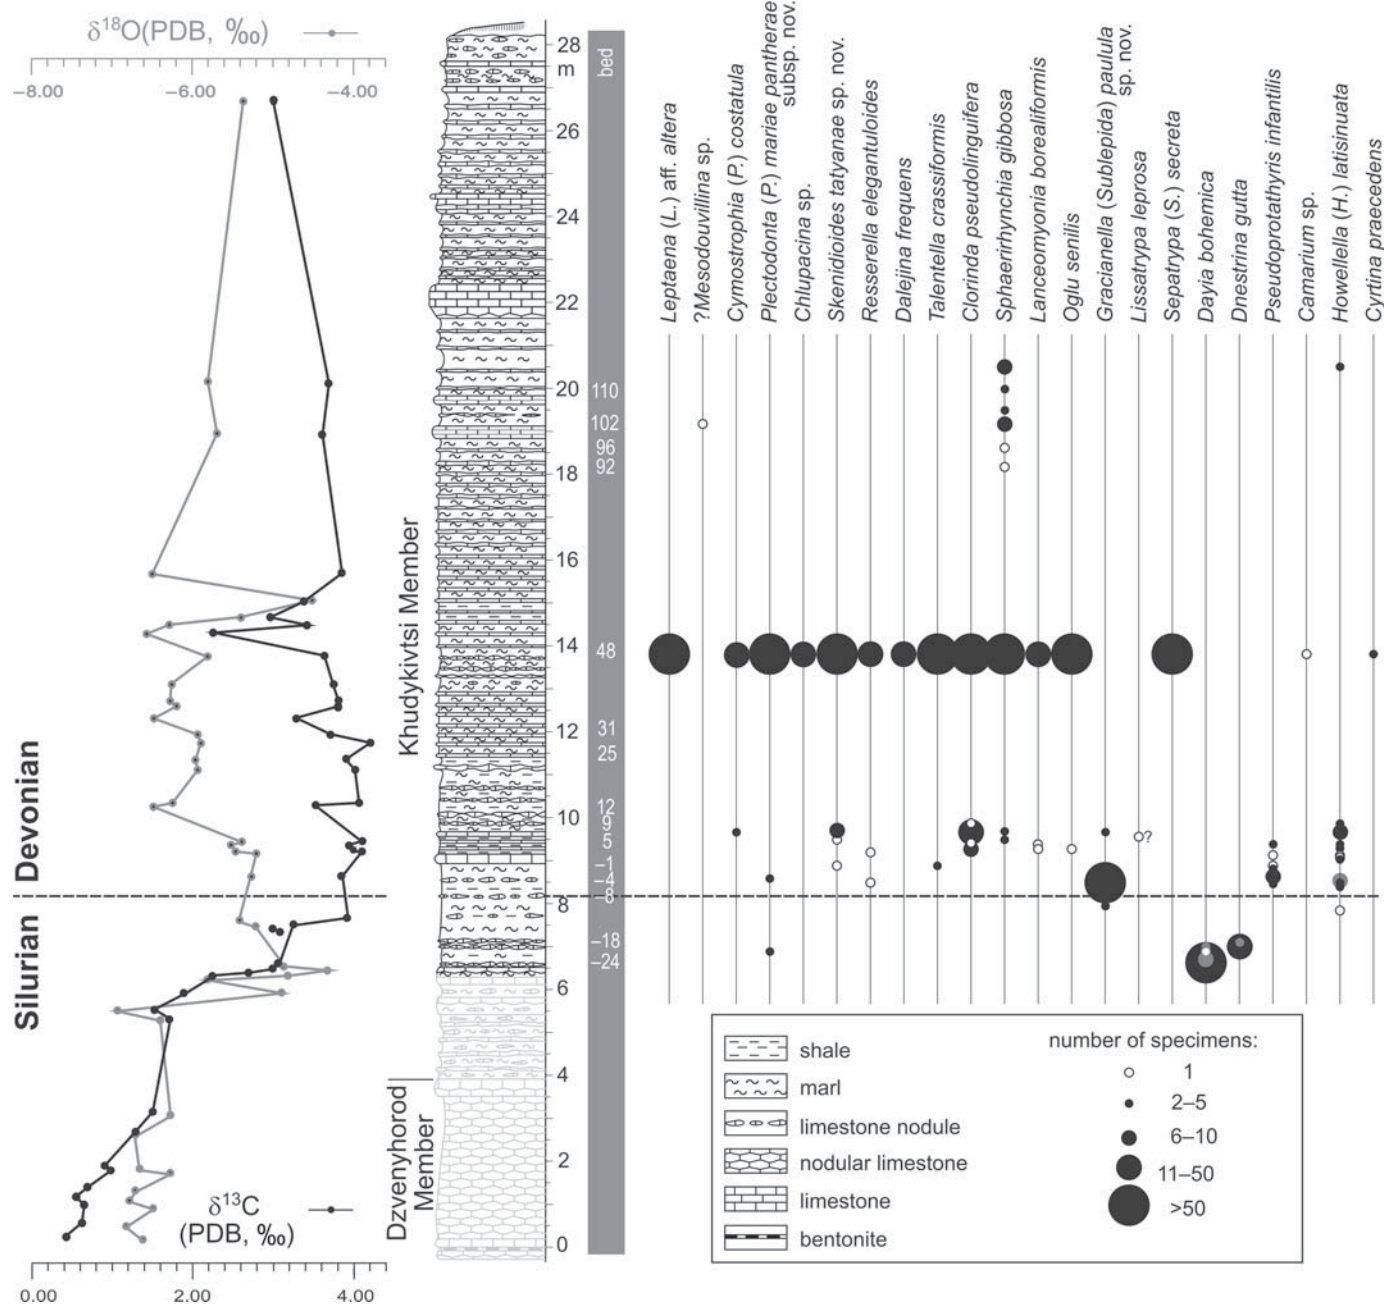 δ18O(PDB, ‰)
–8.00 –6.00 –4.00
28
m
26
24
22
20
18
16
14
12
10
8
6
4
2
0
bed
110
102
96
92
48
31
25
12
9
5
–1
–4
–8
–18
–24
Khudykivtsi Member
Dzvenyhorod
Member
Devonian
Silurian
δ13C
(PDB, ‰)
0.00 2.00 4.00
Leptaena (L.) aff. altera
?Mesodouvillina sp.
Cymostrophia (P.) costatula
Plectodonta (P.) mariae pantherae
subsp. nov.
Chlupacina sp.
Skenidioides tatyanae sp. nov.
Resserella elegantuloides
Dalejina frequens
Talentella crassiformis
Clorinda pseudolinguifera
Sphaerirhynchia gibbosa
Lanceomyonia borealiformis
Oglu senilis
Gracianella (Sublepida) paulula
sp. nov.
Lissatrypa leprosa
Sepatrypa (S.) secreta
Dayia bohemica
Dnestrina gutta
Pseudoprotathyris infantilis
Camarium sp.
Howellella (H.) latisinuata
Cyrtina praecedens
?
shale
marl
limestone nodule
nodular limestone
limestone
bentonite
number of specimens:
1
2–5
6–10
11–50
>50